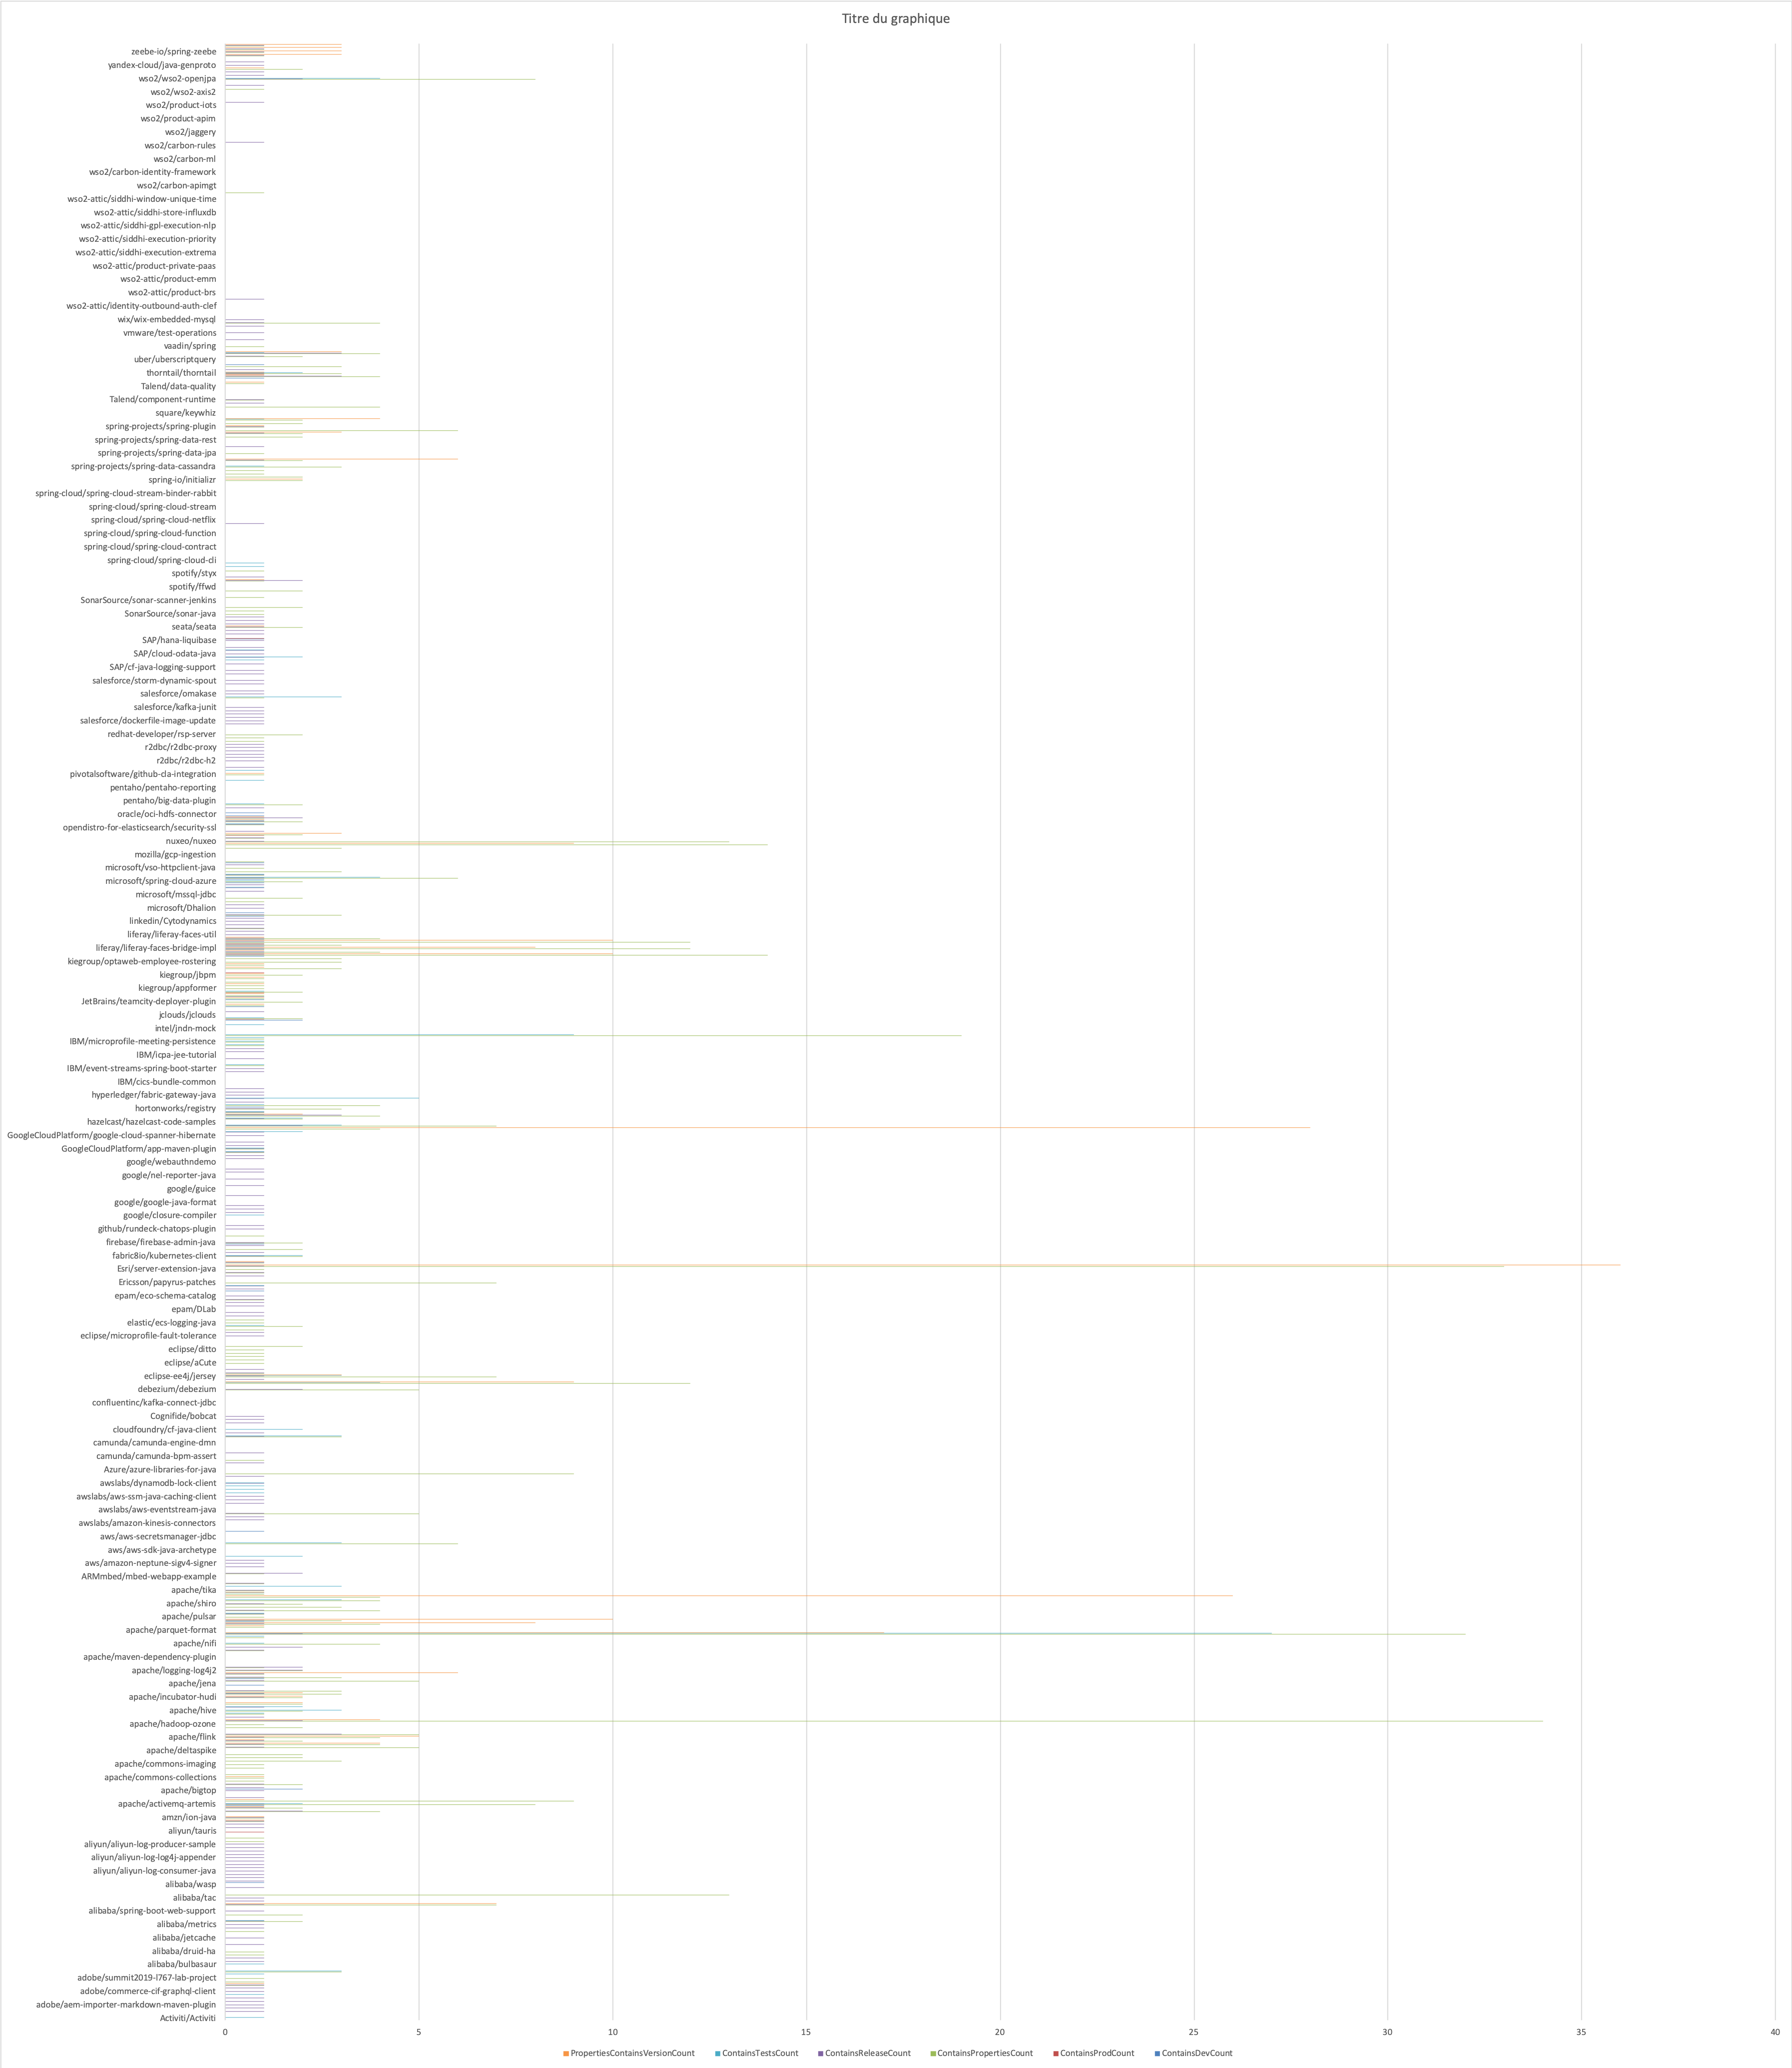 Titre du graphique
zeebe-io/spring-zeebe
yandex-cloud/java-genproto
wso2/wso2-openjpa
wso2/wso2-axis2
wso2/product-iots
wso2/product-apim
wso2/jaggery
wso2/carbon-rules
wso2/carbon-ml
wso2/carbon-identity-framework
wso2/carbon-apimgt
wso2-attic/siddhi-window-unique-time
wso2-attic/siddhi-store-influxdb
wso2-attic/siddhi-gpl-execution-nlp
wso2-attic/siddhi-execution-priority
wso2-attic/siddhi-execution-extrema
wso2-attic/product-private-paas
wso2-attic/product-emm
wso2-attic/product-brs
wso2-attic/identity-outbound-auth-clef
wix/wix-embedded-mysql
vmware/test-operations
vaadin/spring
uber/uberscriptquery
thorntail/thorntail
Talend/data-quality
Talend/component-runtime
square/keywhiz
spring-projects/spring-plugin
spring-projects/spring-data-rest
spring-projects/spring-data-jpa
spring-projects/spring-data-cassandra
spring-io/initializr
spring-cloud/spring-cloud-stream-binder-rabbit
spring-cloud/spring-cloud-stream
spring-cloud/spring-cloud-netflix
spring-cloud/spring-cloud-function
spring-cloud/spring-cloud-contract
spring-cloud/spring-cloud-cli
spotify/styx
spotify/ffwd
SonarSource/sonar-scanner-jenkins
SonarSource/sonar-java
seata/seata
SAP/hana-liquibase
SAP/cloud-odata-java
SAP/cf-java-logging-support
salesforce/storm-dynamic-spout
salesforce/omakase
salesforce/kafka-junit
salesforce/dockerfile-image-update
redhat-developer/rsp-server
r2dbc/r2dbc-proxy
r2dbc/r2dbc-h2
pivotalsoftware/github-cla-integration
pentaho/pentaho-reporting
pentaho/big-data-plugin
oracle/oci-hdfs-connector
opendistro-for-elasticsearch/security-ssl
nuxeo/nuxeo
mozilla/gcp-ingestion
microsoft/vso-httpclient-java
microsoft/spring-cloud-azure
microsoft/mssql-jdbc
microsoft/Dhalion
linkedin/Cytodynamics
liferay/liferay-faces-util
liferay/liferay-faces-bridge-impl
kiegroup/optaweb-employee-rostering
kiegroup/jbpm
kiegroup/appformer
JetBrains/teamcity-deployer-plugin
jclouds/jclouds
intel/jndn-mock
IBM/microprofile-meeting-persistence
IBM/icpa-jee-tutorial
IBM/event-streams-spring-boot-starter
IBM/cics-bundle-common
hyperledger/fabric-gateway-java
hortonworks/registry
hazelcast/hazelcast-code-samples
GoogleCloudPlatform/google-cloud-spanner-hibernate
GoogleCloudPlatform/app-maven-plugin
google/webauthndemo
google/nel-reporter-java
google/guice
google/google-java-format
google/closure-compiler
github/rundeck-chatops-plugin
firebase/firebase-admin-java
fabric8io/kubernetes-client
Esri/server-extension-java
Ericsson/papyrus-patches
epam/eco-schema-catalog
epam/DLab
elastic/ecs-logging-java
eclipse/microprofile-fault-tolerance
eclipse/ditto
eclipse/aCute
eclipse-ee4j/jersey
debezium/debezium
confluentinc/kafka-connect-jdbc
Cognifide/bobcat
cloudfoundry/cf-java-client
camunda/camunda-engine-dmn
camunda/camunda-bpm-assert
Azure/azure-libraries-for-java
awslabs/dynamodb-lock-client
awslabs/aws-ssm-java-caching-client
awslabs/aws-eventstream-java
awslabs/amazon-kinesis-connectors
aws/aws-secretsmanager-jdbc
aws/aws-sdk-java-archetype
aws/amazon-neptune-sigv4-signer
ARMmbed/mbed-webapp-example
apache/tika
apache/shiro
apache/pulsar
apache/parquet-format
apache/nifi
apache/maven-dependency-plugin
apache/logging-log4j2
apache/jena
apache/incubator-hudi
apache/hive
apache/hadoop-ozone
apache/flink
apache/deltaspike
apache/commons-imaging
apache/commons-collections
apache/bigtop
apache/activemq-artemis
amzn/ion-java
aliyun/tauris
aliyun/aliyun-log-producer-sample
aliyun/aliyun-log-log4j-appender
aliyun/aliyun-log-consumer-java
alibaba/wasp
alibaba/tac
alibaba/spring-boot-web-support
alibaba/metrics
alibaba/jetcache
alibaba/druid-ha
alibaba/bulbasaur
adobe/summit2019-l767-lab-project
adobe/commerce-cif-graphql-client
adobe/aem-importer-markdown-maven-plugin
Activiti/Activiti
0 5 10 15 20 25 30 35 40
PropertiesContainsVersionCount ContainsTestsCount ContainsReleaseCount ContainsPropertiesCount ContainsProdCount ContainsDevCount